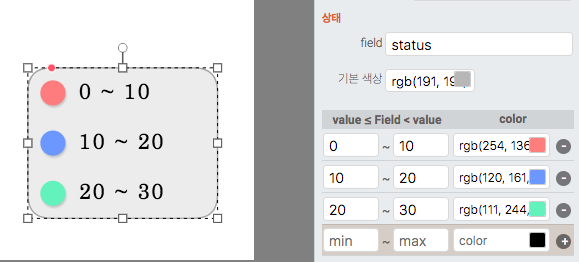 0 ~ 10
10 ~ 20
20 ~ 30
상태
field status
기본 색상 rgb(191, 19
value ≤ Field < value color
0 ~ 10 rgb(254, 136
10 ~ 20 rgb(120, 161,
20 ~ 30 rgb(111, 244,
min ~ max color